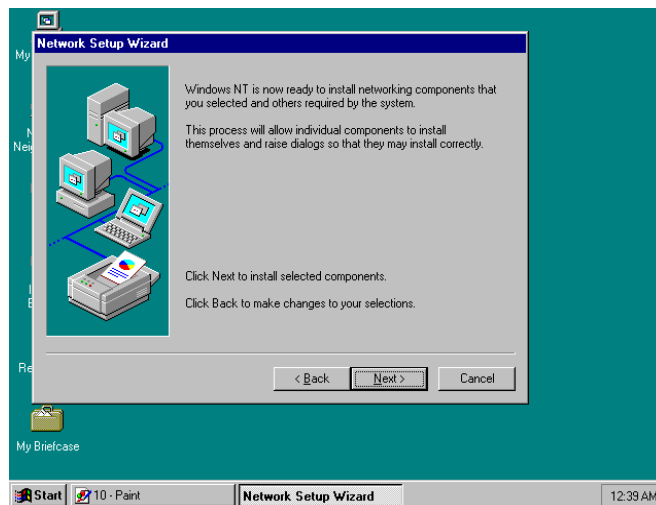 My
Network Setup Wizard
Windows NT is now ready to install networking components that
you selected and others required by the system.
This process will allow individual components to install
themselves and raise dialogs so that they may install correctly.
Neig
Click Next to install selected components.
Click Back to make changes to your selections.
Re
< Back
Next >
Cancel
My Briefcase
Start
10 - Paint
Network Setup Wizard
12:39 AM